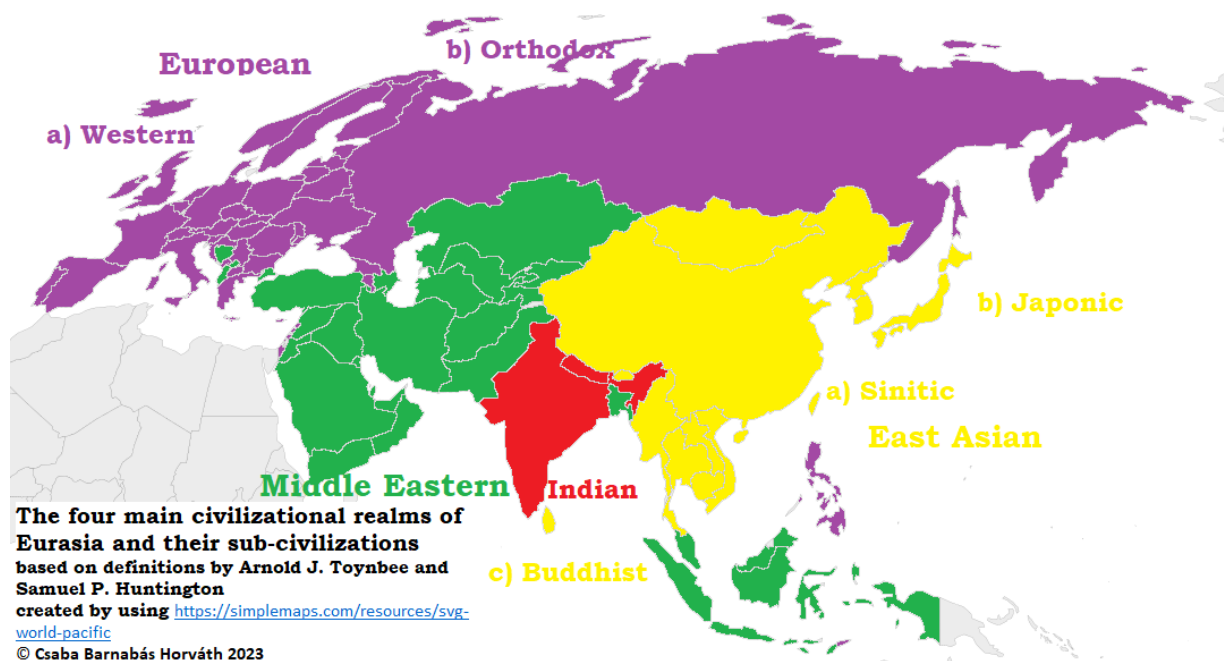 b) Orthodox
European
a) Western
b) Japonic
a) Sinitic
East Asian
Middle Eastern
Indian
c) Buddhist
The four main civilizational realms of
Eurasia and their sub-civilizations
based on definitions by Arnold J. Toynbee and
Samuel P. Huntington
created by using https://simplemaps.com/resources/svg-
world-pacific
© Csaba Barnabás Horváth 2023